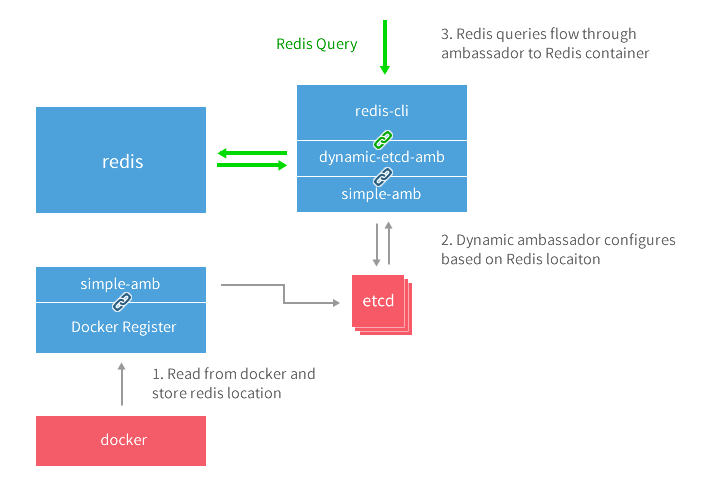 Redis Query
3. Redis queries flow through
ambassador to Redis container
redis-cli
redis
dynamic-etcd-amb
simple-amb
2. Dynamic ambassador configures
based on Redis locaiton
simple-amb
etcd
Docker Register
1. Read from docker and
store redis location
docker